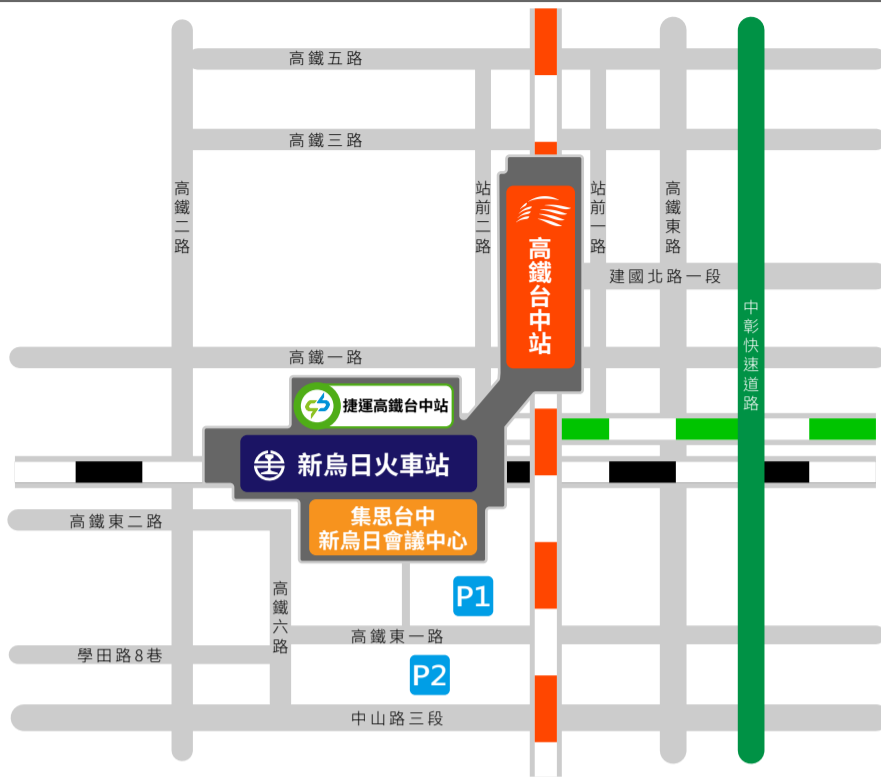 高鐵五路
高鐵三路
高鐵二路
站前二路
站前一路
高鐵東路
高鐵台中站
建國北路一段
中彰快速道路
高鐵一路
捷運高鐵台中站
新烏日火車站
集思台中
新烏日會議中心
高鐵東二路
高鐵六路
P1
高鐵東一路
學田路8巷
P2
中山路三段